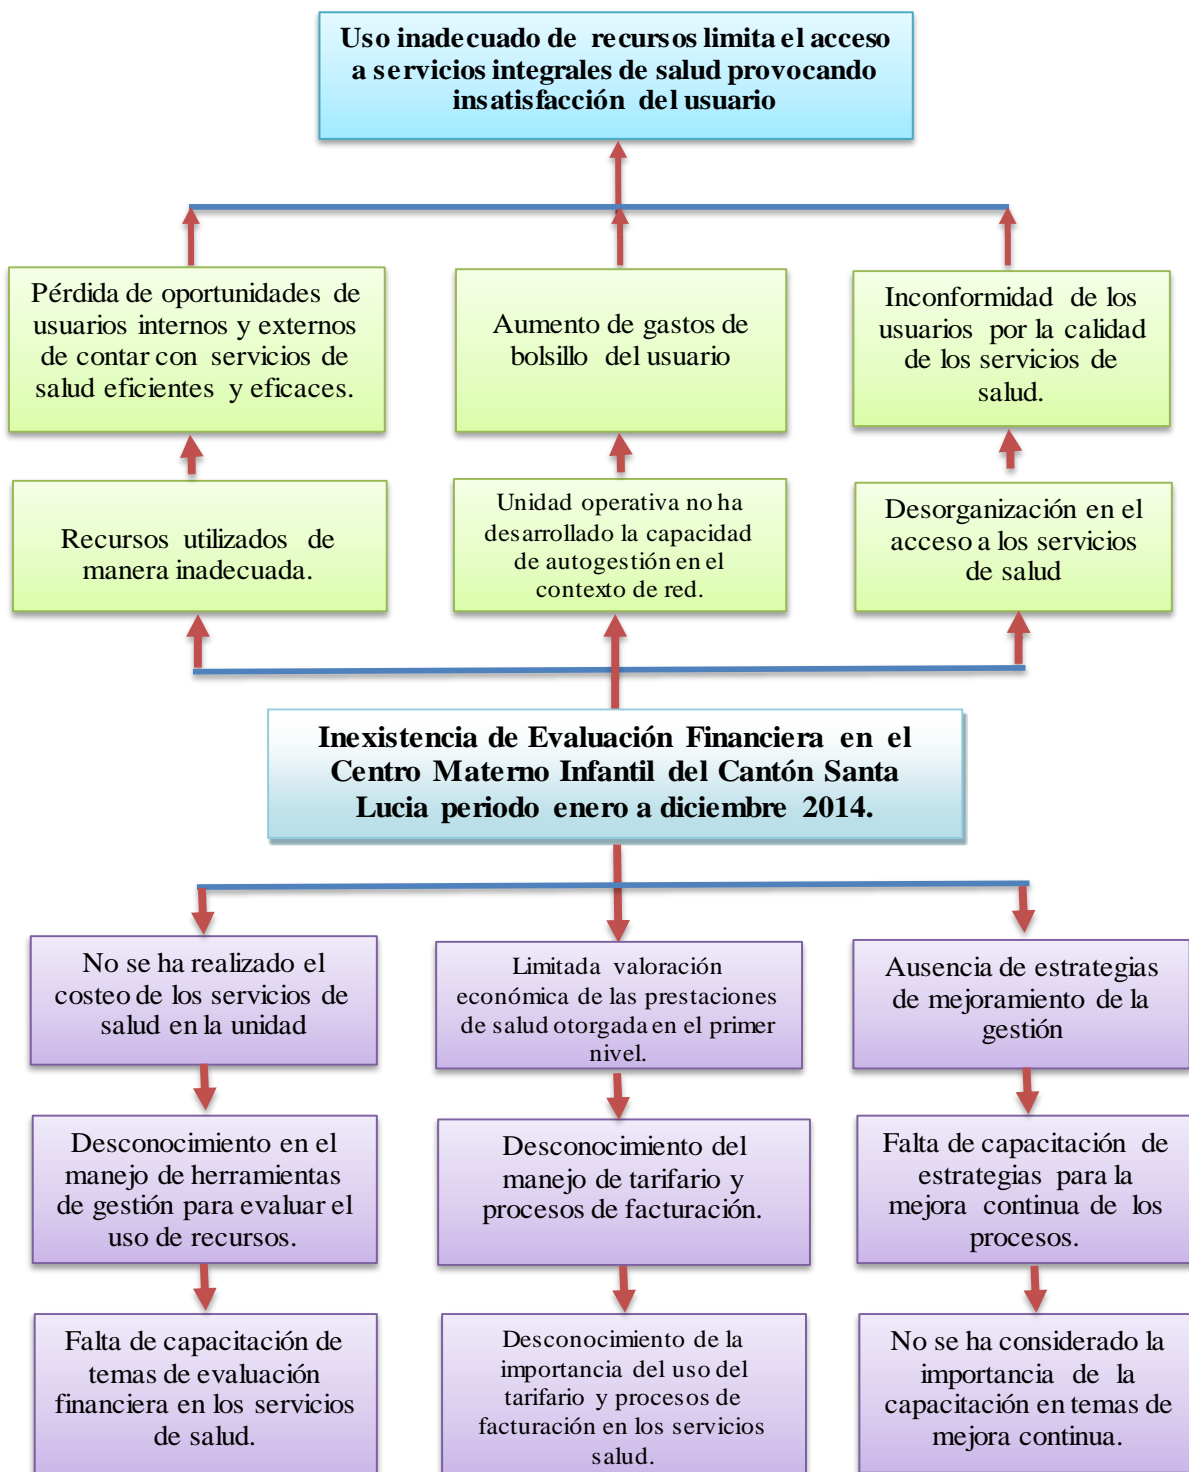 Uso inadecuado de recursos limita el acceso
a servicios integrales de salud provocando
insatisfacción del usuario
Pérdida de oportunidades de
usuarios internos y externos
de contar con servicios de
salud eficientes y eficaces.
Aumento de gastos de
bolsillo del usuario
Inconformidad de los
usuarios por la calidad
de los servicios de
salud.
Recursos utilizados de
manera inadecuada.
Unidad operativa no ha
desarrollado la capacidad
de autogestión en el
contexto de red.
Desorganización en el
acceso a los servicios
de salud
Inexistencia de Evaluación Financiera en el
Centro Materno Infantil del Cantón Santa
Lucia periodo enero a diciembre 2014.
No se ha realizado el
costeo de los servicios de
salud en la unidad
Limitada valoración
económica de las prestaciones
de salud otorgada en el primer
nivel.
Ausencia de estrategias
de mejoramiento de la
gestión
Desconocimiento en el
manejo de herramientas
de gestión para evaluar el
uso de recursos.
Desconocimiento del
manejo de tarifario y
procesos de facturación.
Falta de capacitación de
estrategias para la
mejora continua de los
procesos.
Falta de capacitación de
temas de evaluación
financiera en los servicios
de salud.
Desconocimiento de la
importancia del uso del
tarifario y procesos de
facturación en los servicios
salud.
No se ha considerado la
importancia de la
capacitación en temas de
mejora continua.